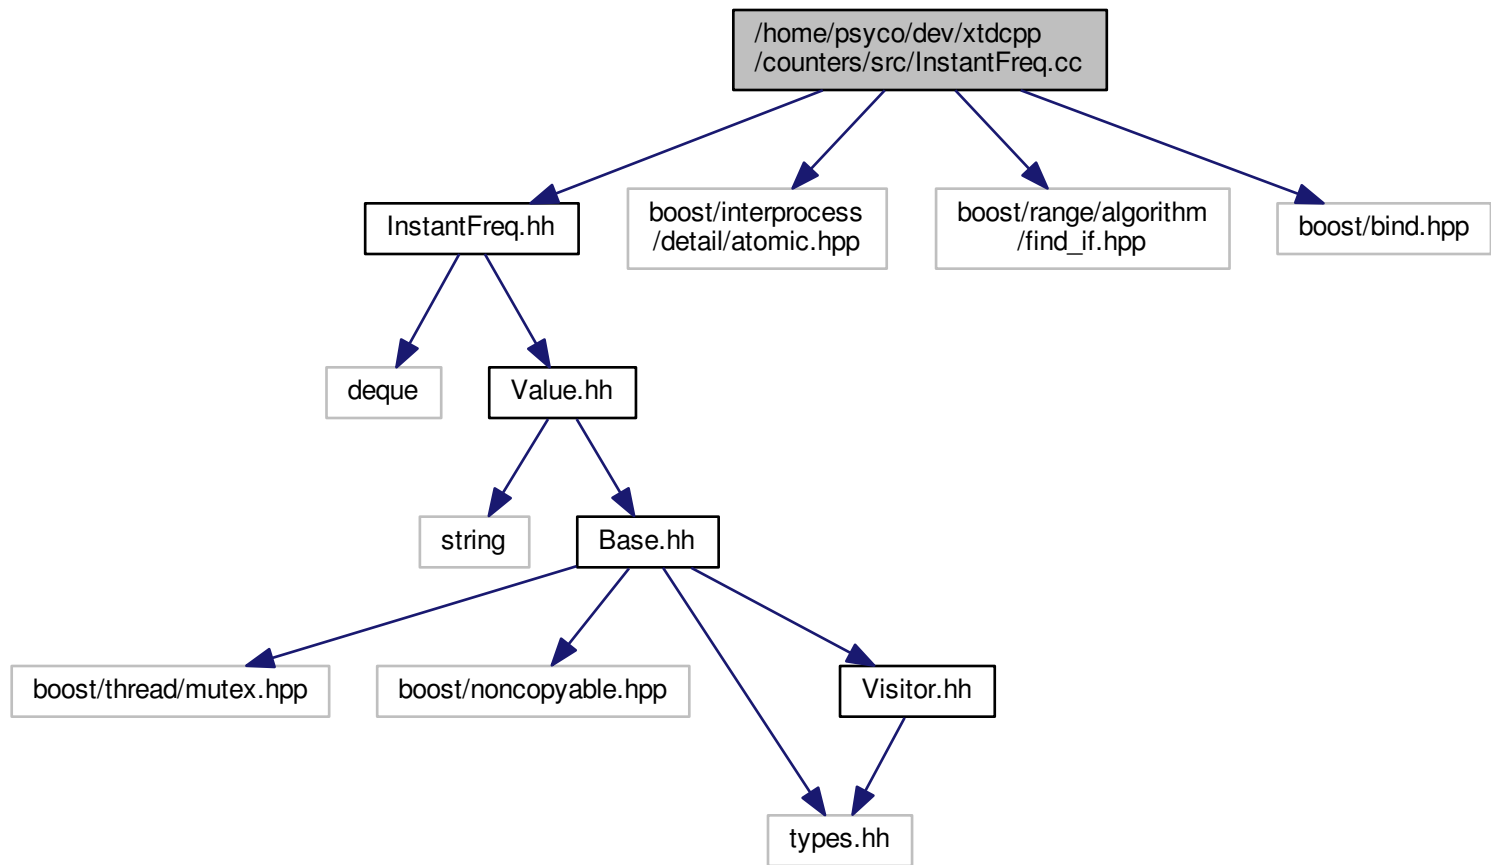 /home/psyco/dev/xtdcpp
/counters/src/InstantFreq.cc
InstantFreq.hh
boost/interprocess
/detail/atomic.hpp
boost/range/algorithm
/find_if.hpp
boost/bind.hpp
deque
Value.hh
string
Base.hh
boost/thread/mutex.hpp
boost/noncopyable.hpp
Visitor.hh
types.hh